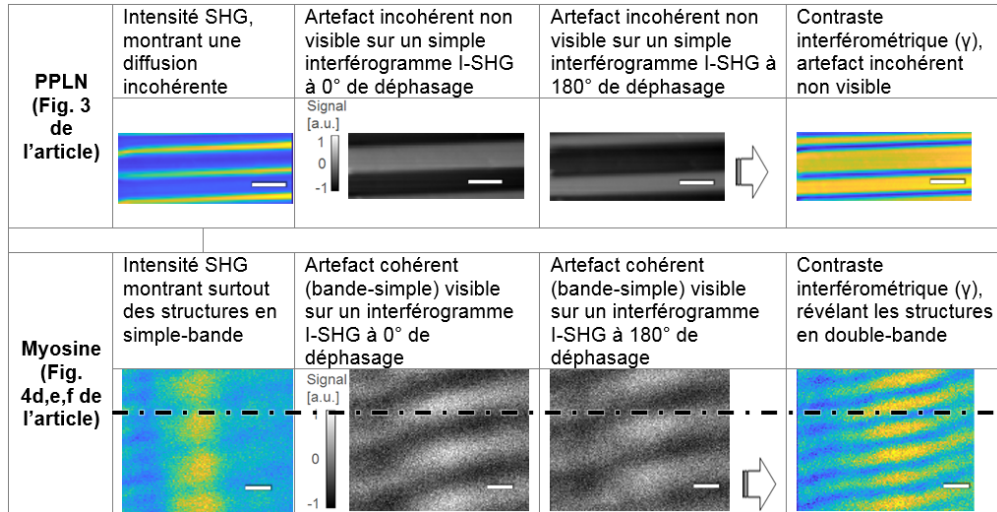 PPLN
(Fig. 3
de
l'article)
Intensité SHG,
montrant une
diffusion
incohérente
Artefact incohérent non
visible sur un simple
interférogramme I-SHG
à 0° de déphasage
Artefact incohérent non
visible sur un simple
interférogramme I-SHG à
180° de déphasage
Contraste
interférométrique (γ),
artefact incohérent
non visible
Signal
[a.u.]
1
0
-1
Myosine
(Fig.
4d,e,f de
l'article)
Intensité SHG
montrant surtout
des structures en
simple-bande
Artefact cohérent
(bande-simple) visible
sur un interférogramme
I-SHG à 0° de
déphasage
Artefact cohérent
(bande-simple) visible
sur un interférogramme
I-SHG à 180° de
déphasage
Contraste
interférométrique (γ),
révélant les structures
en double-bande
Signal
[a.u.]
1
0
-1